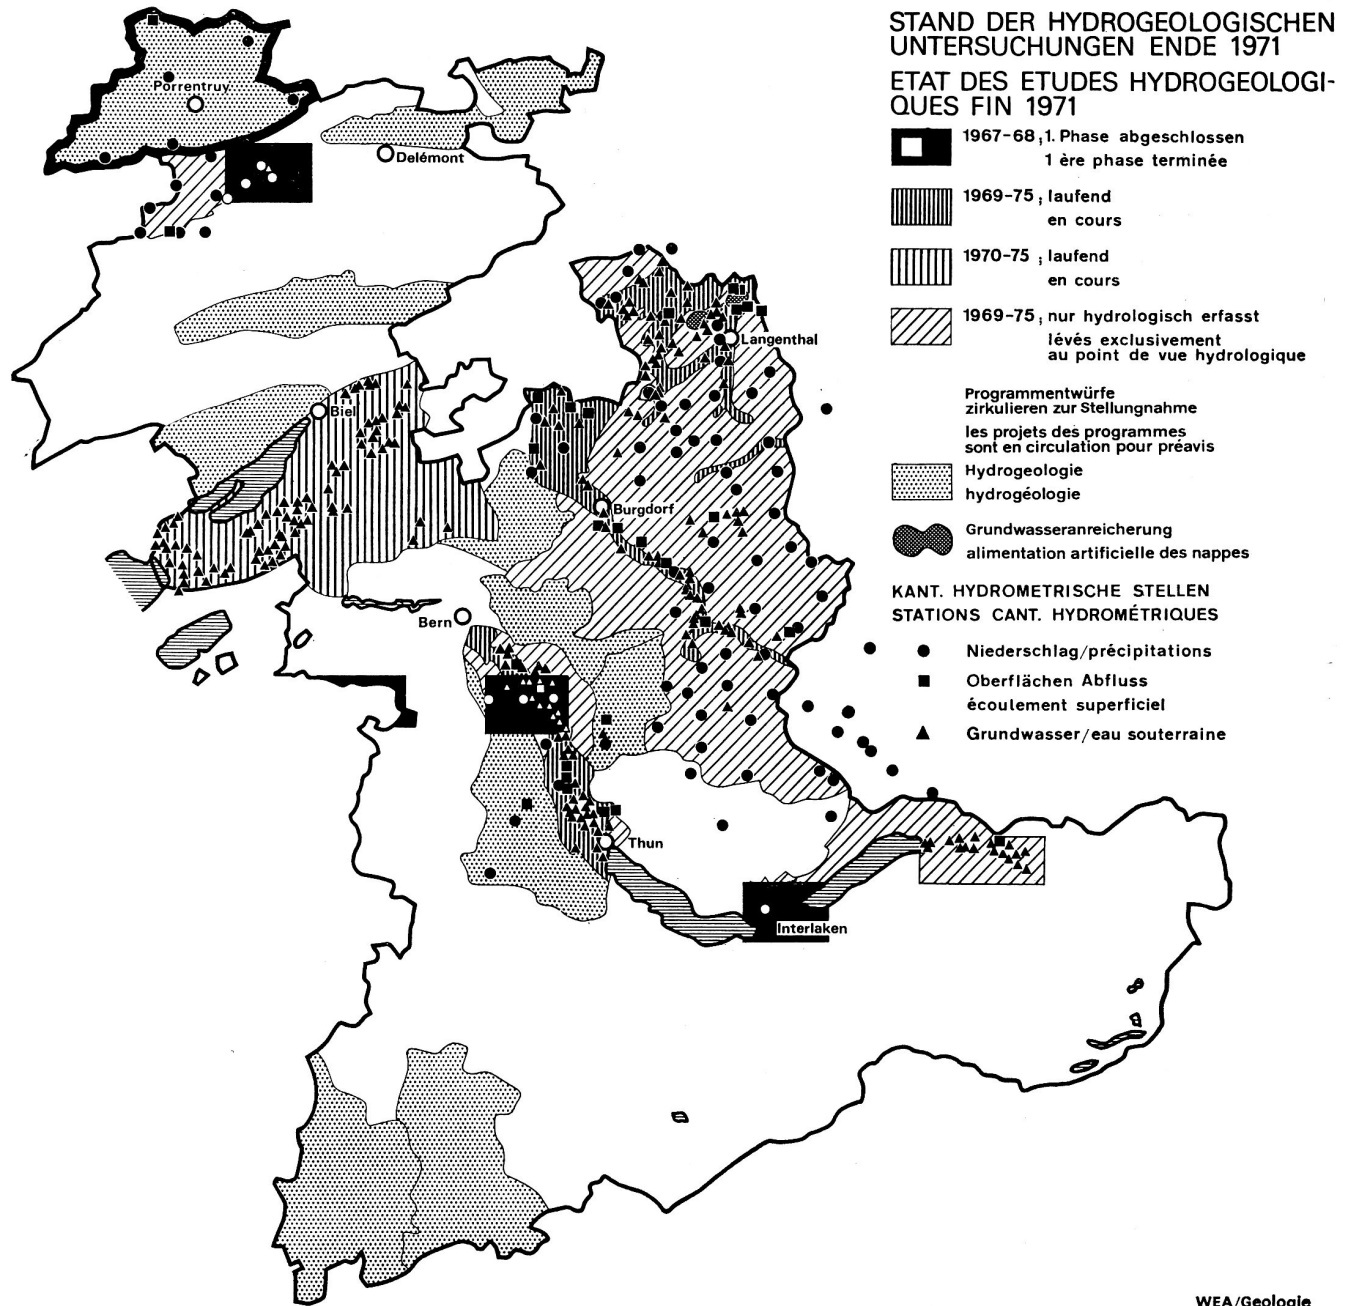 STAND DER HYDROGEOLOGISCHEN
UNTERSUCHUNGEN ENDE 1971
ETAT DES ETUDES HYDROGEOLOGI-
QUES FIN 1971
1967-68; 1. Phase abgeschlossen
1 ère phase terminée
1969-75; laufend
en cours
1970-75; laufend
en cours
1969-75; nur hydrologisch erfasst
lévés exclusivement
au point de vue hydrologique
Programmentwürfe
zirkulieren zur Stellungnahme
les projets des programmes
sont en circulation pour préavis
Hydrogeologie
hydrogéologie
Grundwasseranreicherung
alimentation artificielle des nappes
KANT. HYDROMETRISCHE STELLEN
STATIONS CANT. HYDROMÉTRIQUES
Niederschlag/précipitations
Oberflächen Abfluss
écoulement superficiel
Grundwasser/eau souterraine
Porrentruy
Delémont
Langenthal
Biel
Burgdorf
Bern
Thun
Interlaken
WEA/Geologie